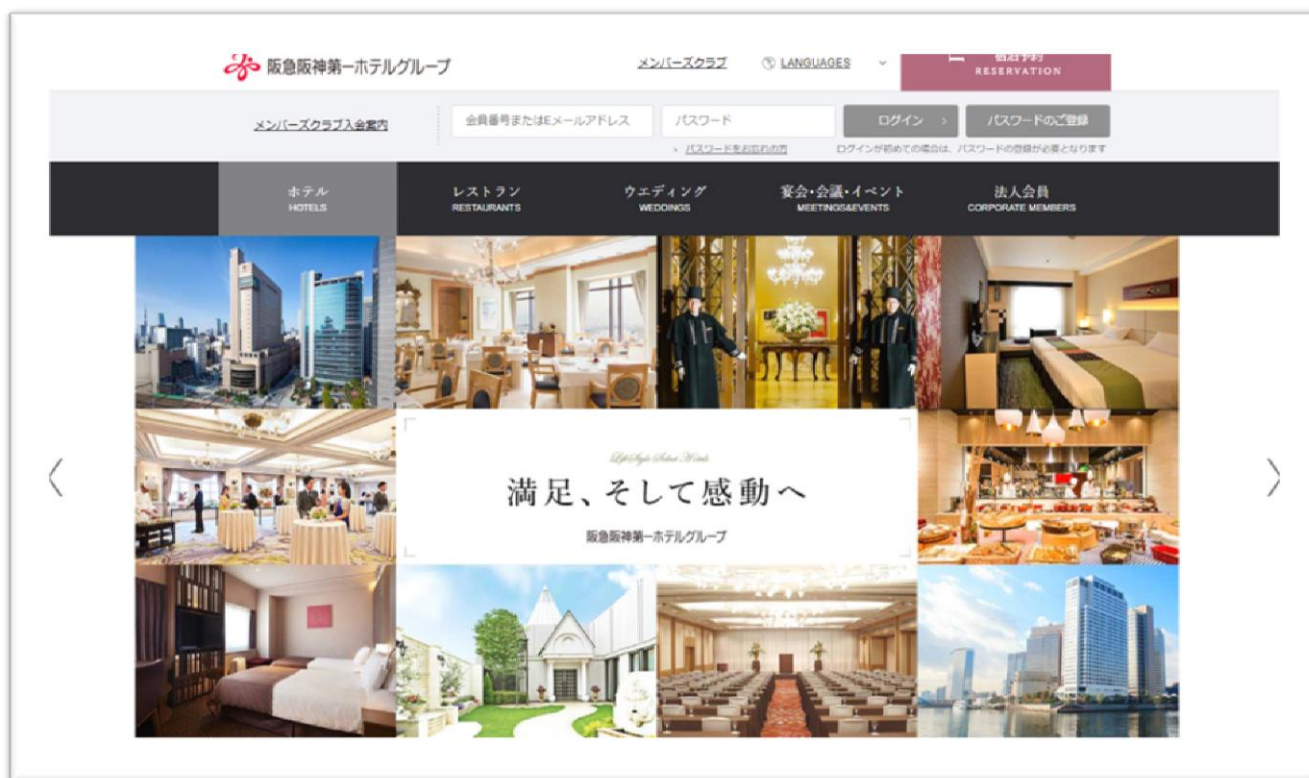 阪急阪神第一ホテルグループ
メンバーズクラブ
LANGUAGES
宿泊予約
RESERVATION
メンバーズクラブ入会案内
会員番号またはEメールアドレス
パスワード
ログイン
パスワードのご登録
パスワードをお忘れの方
ログインが初めての場合は、パスワードの登録が必要となります
ホテル
HOTELS
レストラン
RESTAURANTS
ウエディング
WEDDINGS
宴会・会議・イベント
MEETINGS&EVENTS
法人会員
CORPORATE MEMBERS
LifeStyle Select Hotels
満足、そして感動へ
阪急阪神第一ホテルグループ